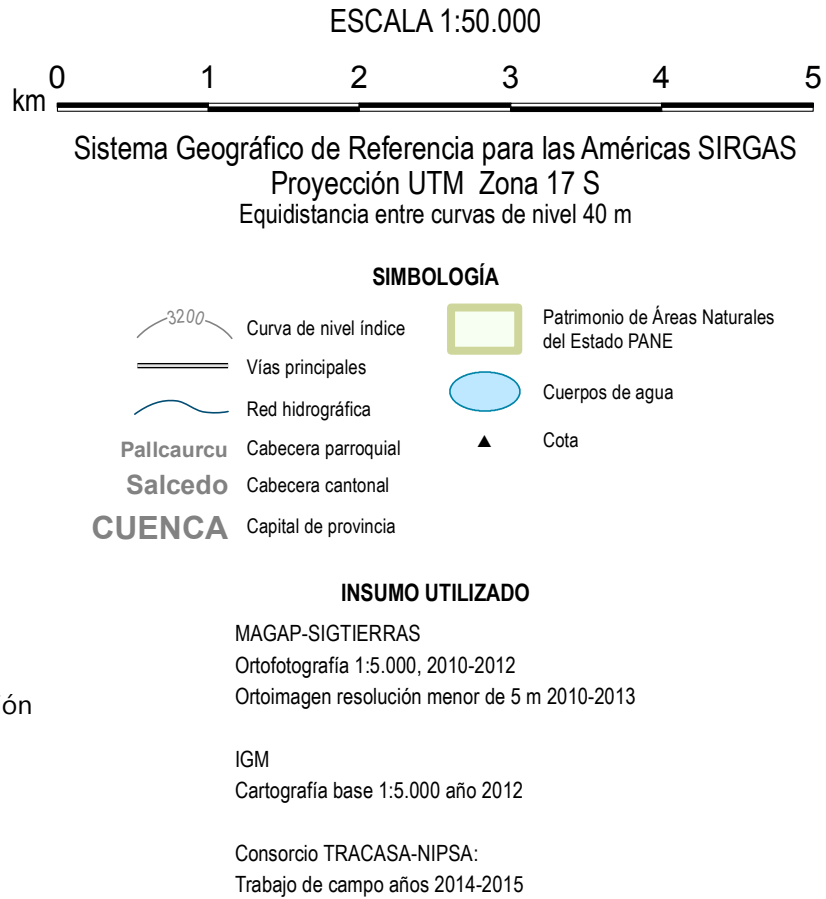 ESCALA 1:50.000
0 1 2 3 4 5
km
Sistema Geográfico de Referencia para las Américas SIRGAS
Proyección UTM Zona 17 S
Equidistancia entre curvas de nivel 40 m
SIMBOLOGÍA
3200 Curva de nivel índice
Vías principales
Red hidrográfica
Pallcaurcu Cabecera parroquial
Salcedo Cabecera cantonal
CUENCA Capital de provincia
Patrimonio de Áreas Naturales
del Estado PANE
Cuerpos de agua
Cota
INSUMO UTILIZADO
MAGAP-SIGTIERRAS
Ortofotografía 1:5.000, 2010-2012
Ortoimagen resolución menor de 5 m 2010-2013
ón
IGM
Cartografía base 1:5.000 año 2012
Consorcio TRACASA-NIPSA:
Trabajo de campo años 2014-2015